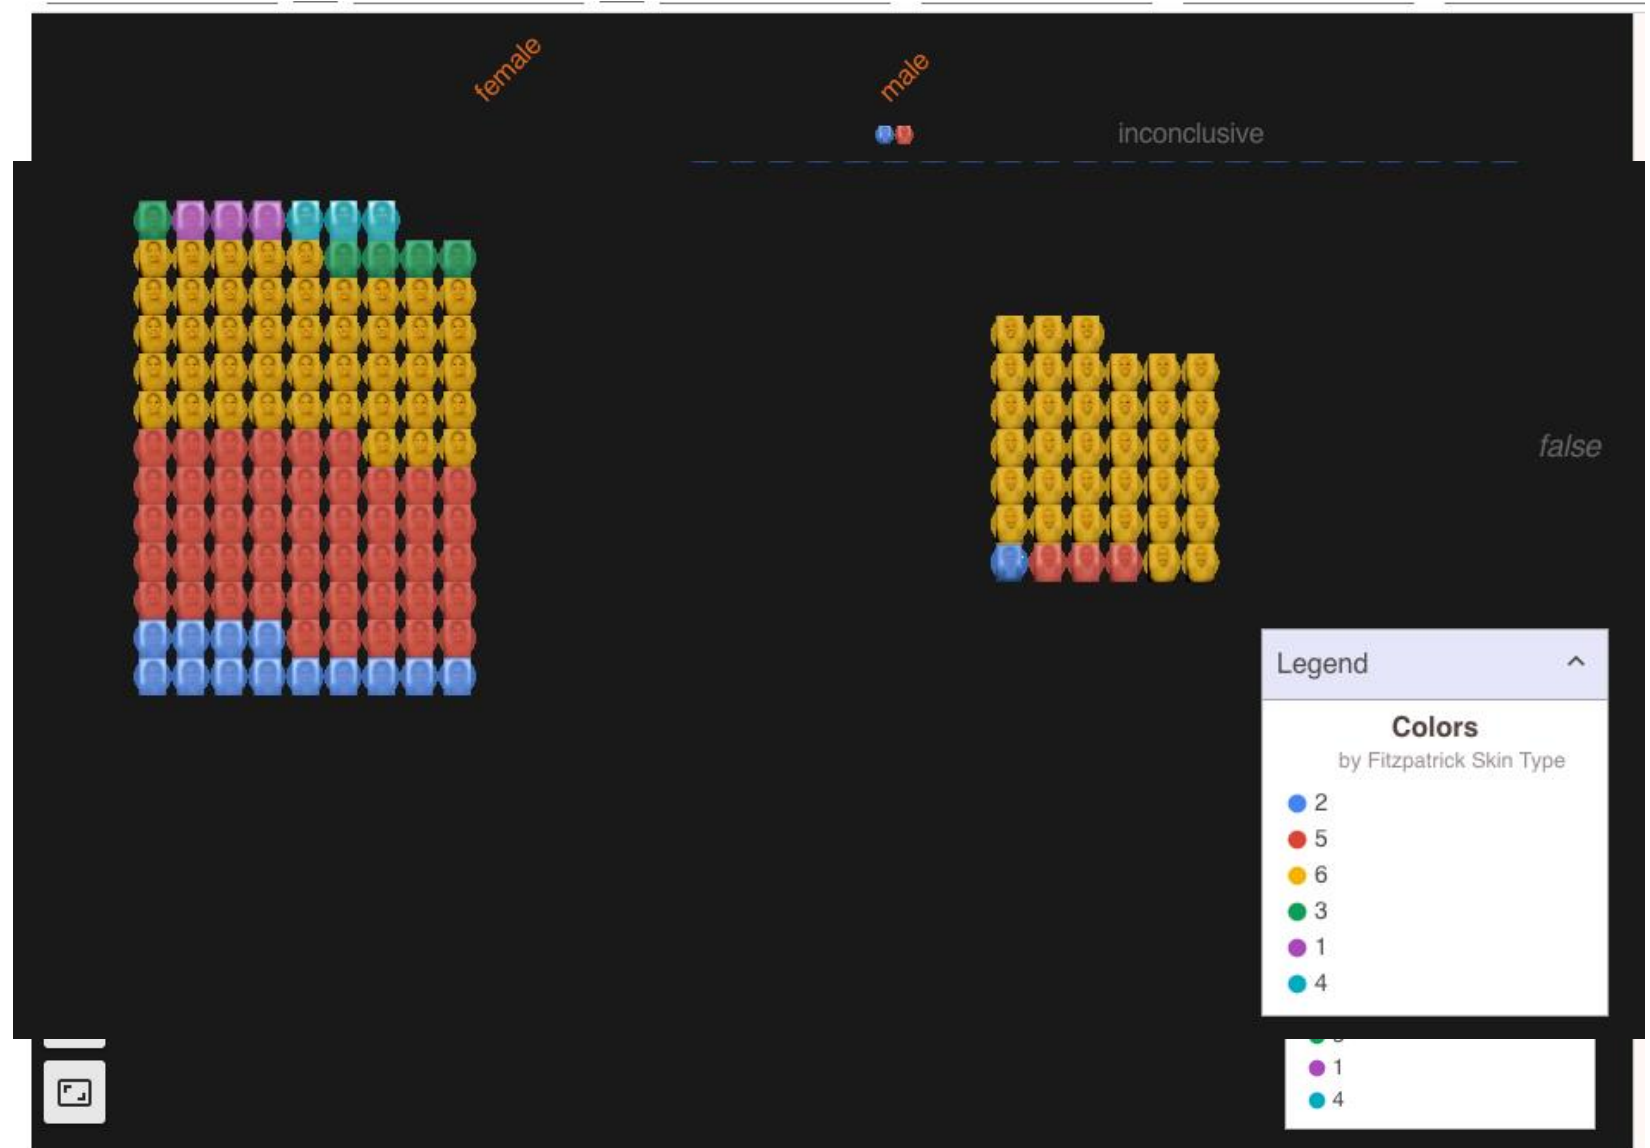 female
male
inconclusive
false
Legend
Colors
by Fitzpatrick Skin Type
2
5
6
3
1
4
1
4